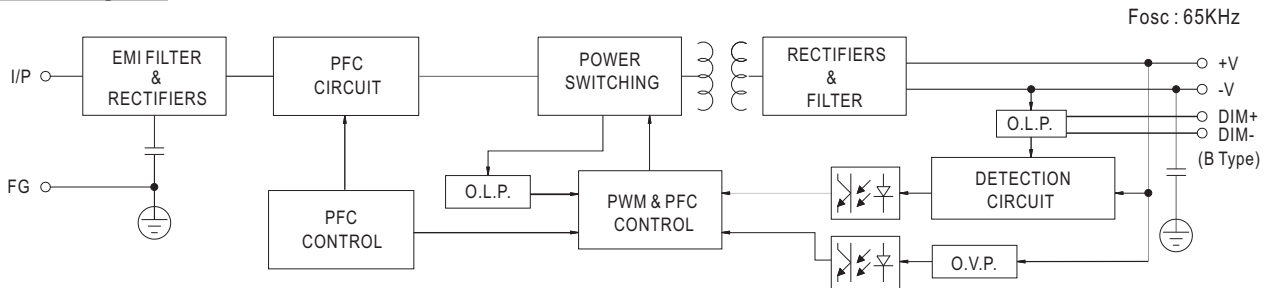 Fosc : 65KHz
I/P
EMI FILTER
&
RECTIFIERS
PFC
CIRCUIT
POWER
SWITCHING
RECTIFIERS
&
FILTER
+V
-V
DIM+
DIM-
(B Type)
O.L.P.
FG
O.L.P.
PFC
CONTROL
PWM & PFC
CONTROL
DETECTION
CIRCUIT
O.V.P.